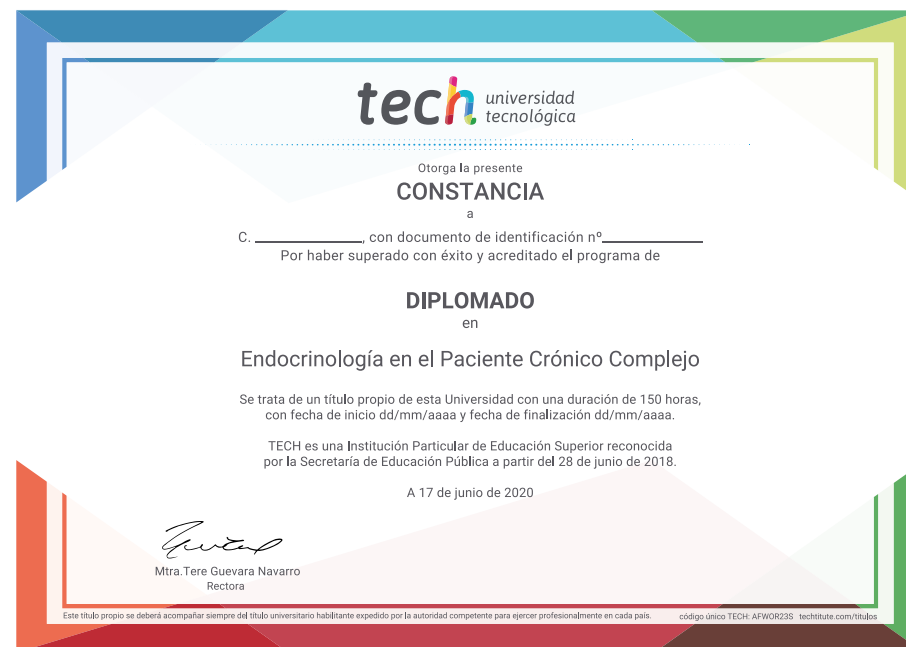 tech universidad
tecnológica
Otorga la presente
CONSTANCIA
a
C. ____________, con documento de identificación nº____________
Por haber superado con éxito y acreditado el programa de
DIPLOMADO
en
Endocrinología en el Paciente Crónico Complejo
Se trata de un título propio de esta Universidad con una duración de 150 horas,
con fecha de inicio dd/mm/aaaa y fecha de finalización dd/mm/aaaa.
TECH es una Institución Particular de Educación Superior reconocida
por la Secretaría de Educación Pública a partir del 28 de junio de 2018.
A 17 de junio de 2020
Mtra.Tere Guevara Navarro
Rectora
Este título propio se deberá acompañar siempre del título universitario habilitante expedido por la autoridad competente para ejercer profesionalmente en cada país. código único TECH: AFWOR23S techtitute.com/titulos